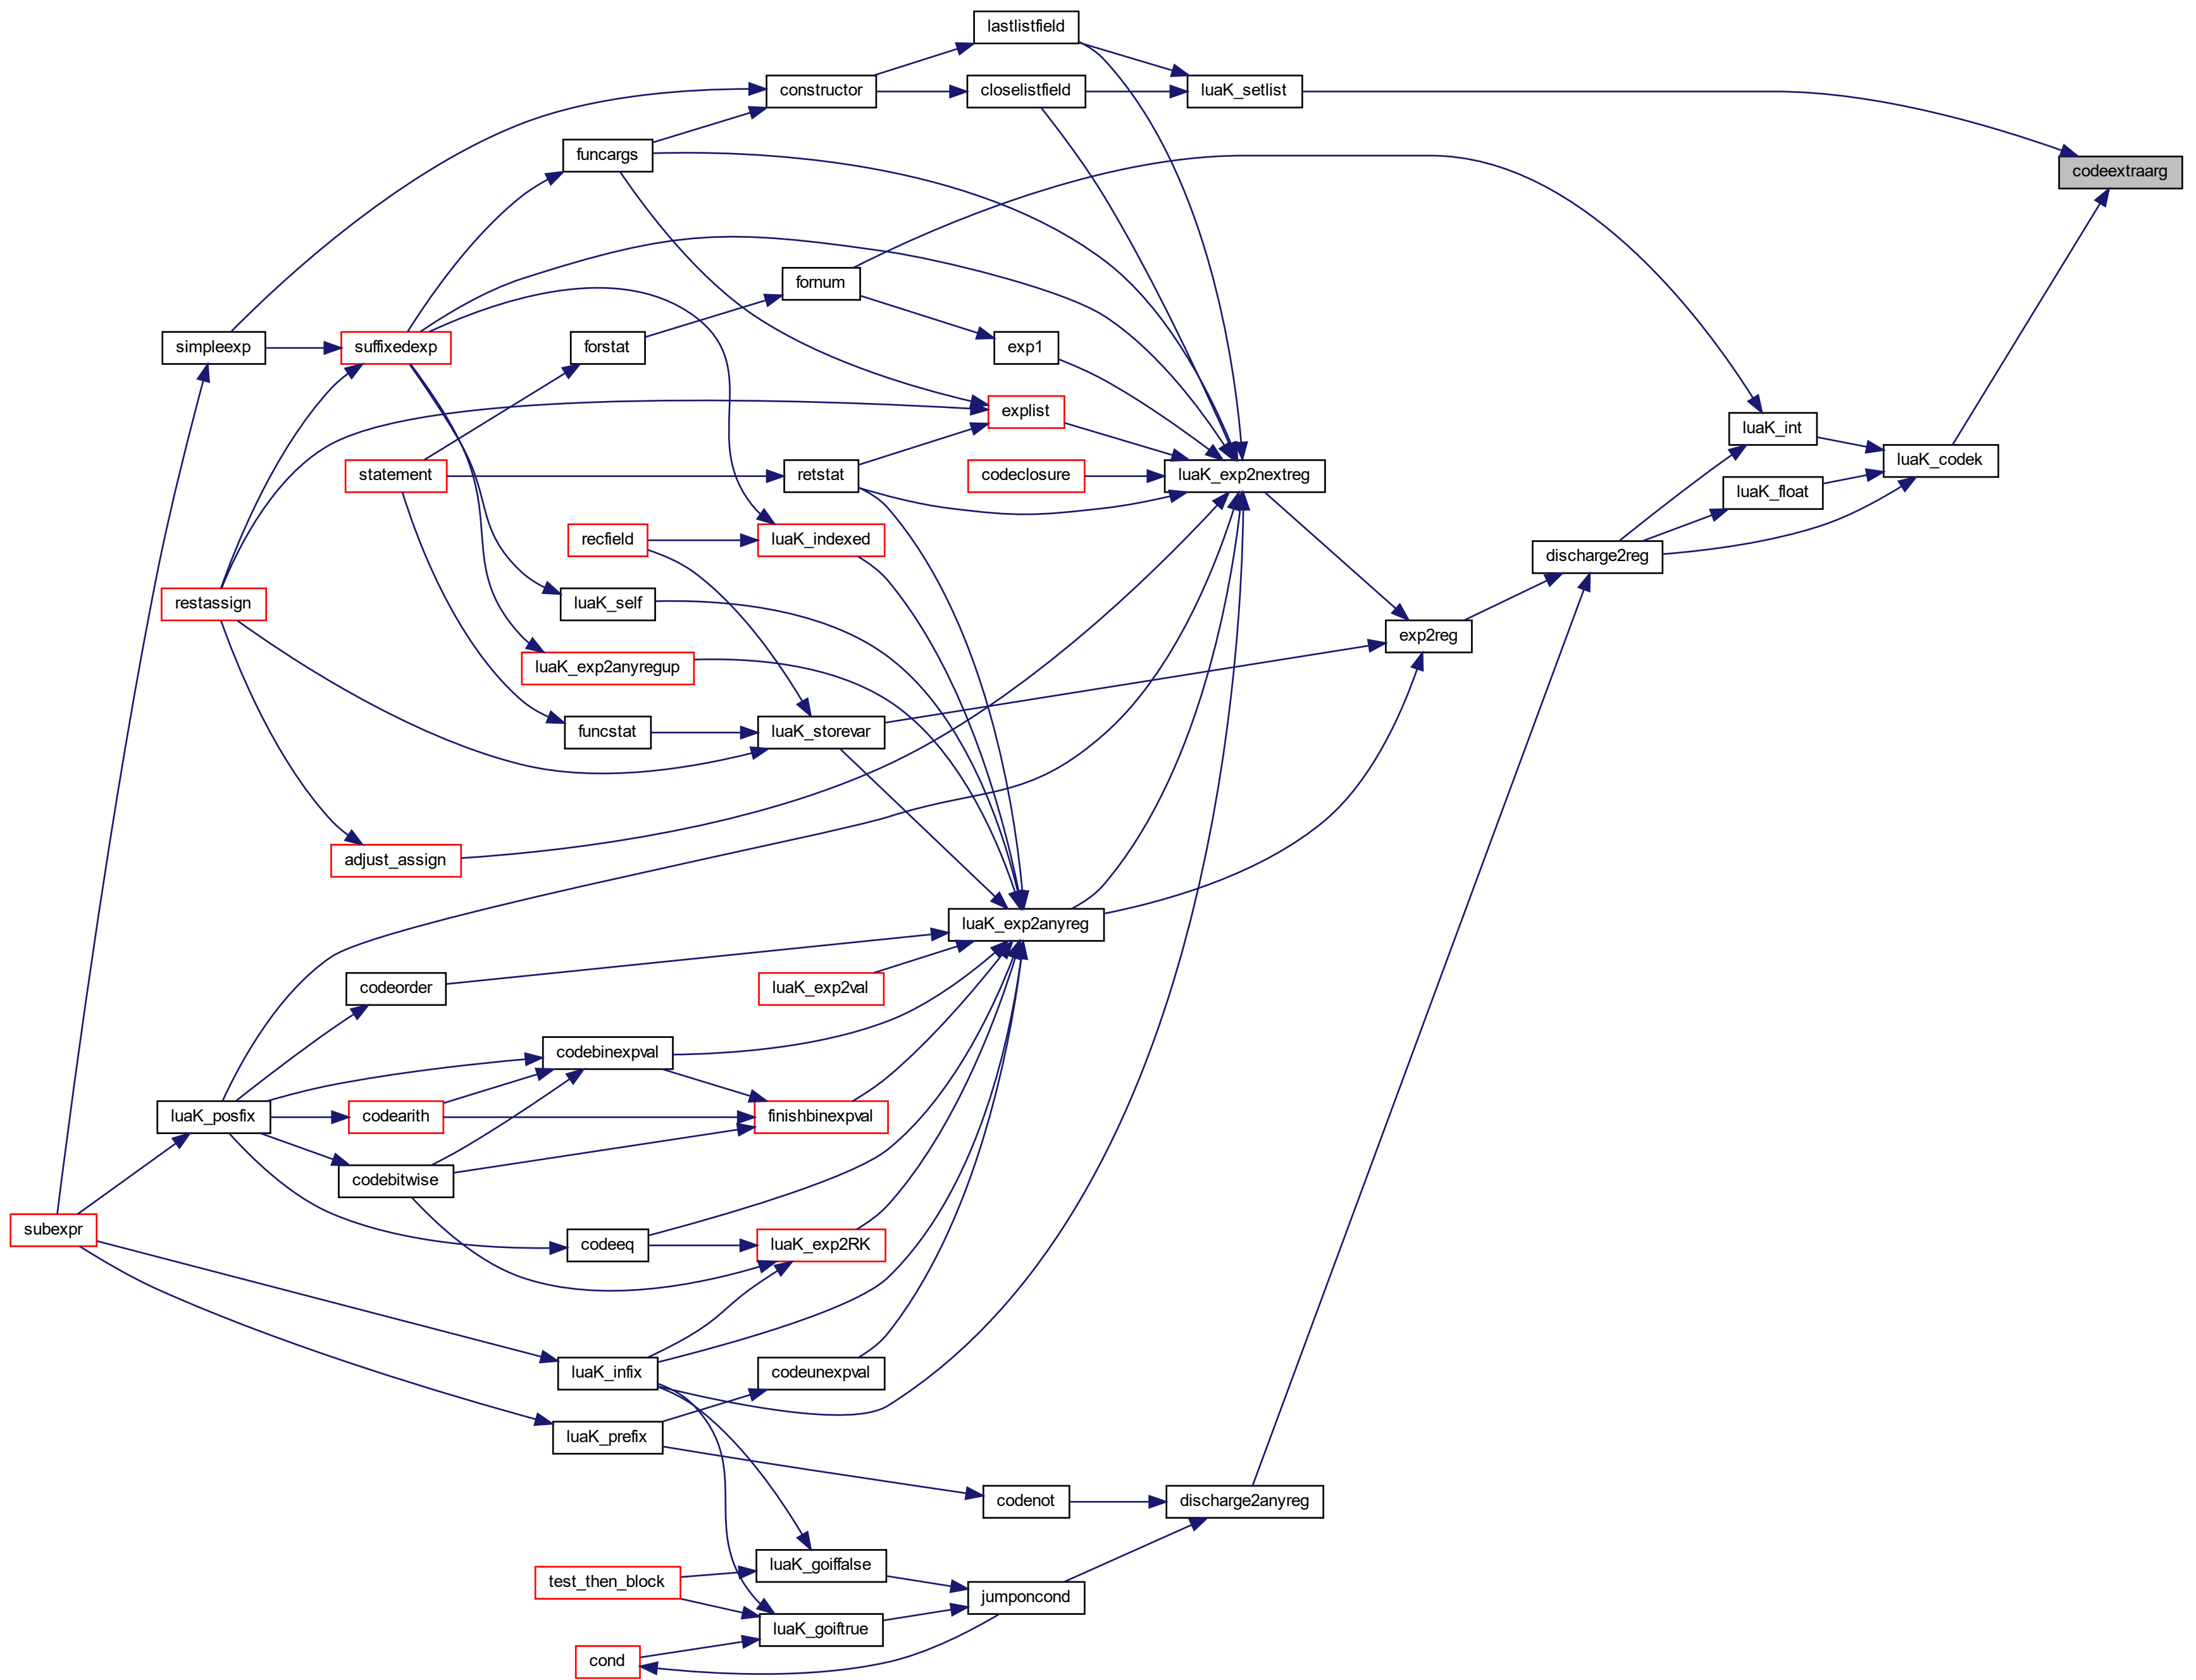 lastlistfield
constructor
closelistfield
luaK_setlist
funcargs
codeextraarg
fornum
simpleexp
suffixedexp
forstat
exp1
explist
luaK_int
statement
retstat
codeclosure
luaK_exp2nextreg
luaK_codek
luaK_float
recfield
luaK_indexed
discharge2reg
restassign
luaK_self
exp2reg
luaK_exp2anyregup
funcstat
luaK_storevar
adjust_assign
luaK_exp2anyreg
codeorder
luaK_exp2val
codebinexpval
luaK_posfix
codearith
finishbinexpval
codebitwise
subexpr
codeeq
luaK_exp2RK
luaK_infix
codeunexpval
luaK_prefix
codenot
discharge2anyreg
luaK_goiffalse
test_then_block
jumponcond
luaK_goiftrue
cond